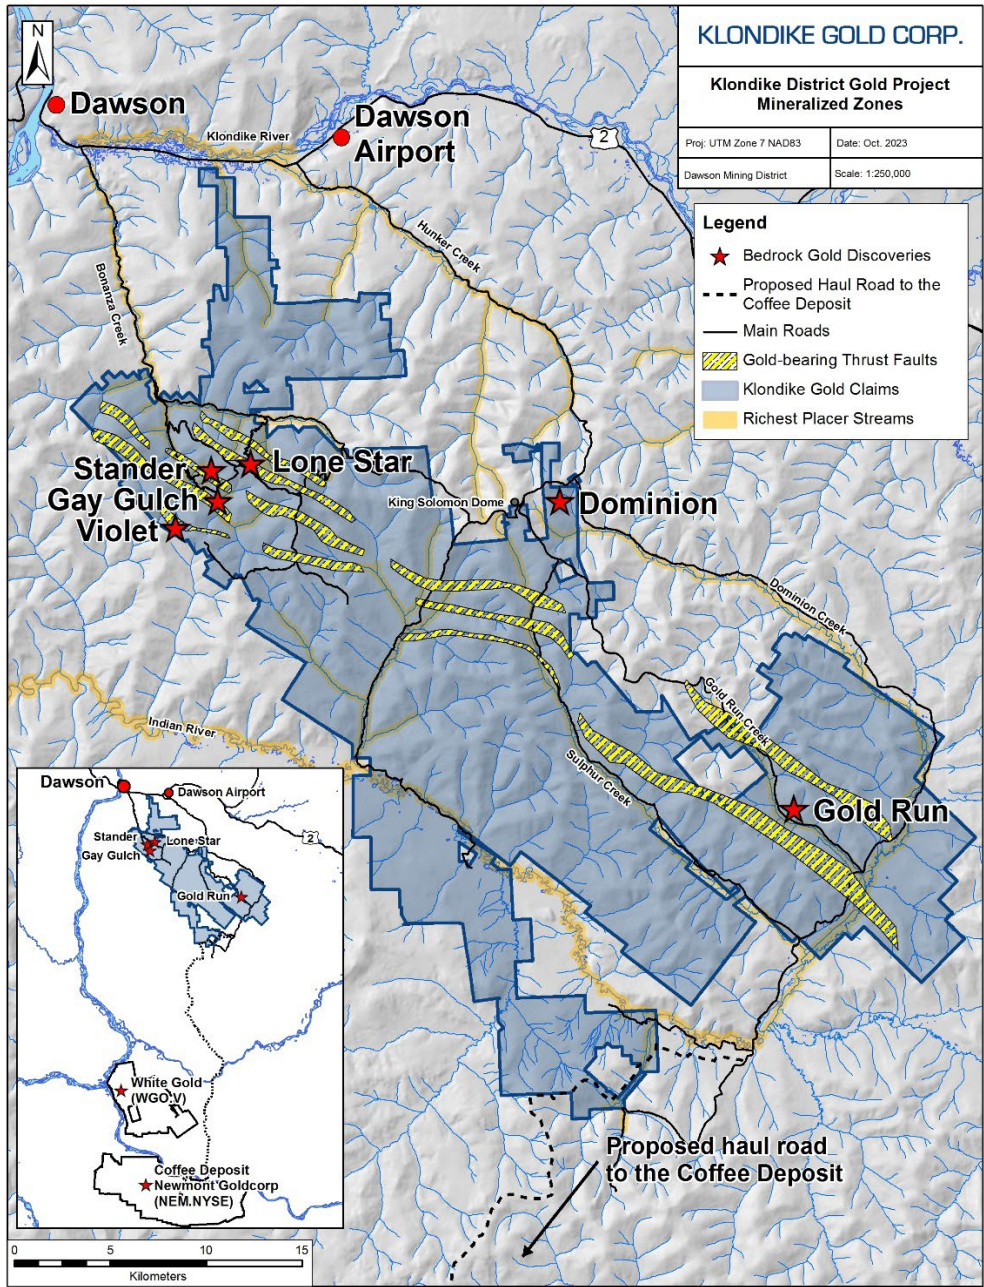 N
KLONDIKE GOLD CORP.
Klondike District Gold Project
Mineralized Zones
Proj: UTM Zone 7 NAD83
Date: Oct. 2023
Dawson Mining District
Scale: 1:250,000
Legend
Bedrock Gold Discoveries
Proposed Haul Road to the
Coffee Deposit
Main Roads
Gold-bearing Thrust Faults
Klondike Gold Claims
Richest Placer Streams
Dawson
Dawson
Airport
Klondike River
2
Hunker Creek
Bonanza Creek
Stander
Lone Star
Gay Gulch
Violet
King Solomon Dome
Dominion
Dominion Creek
Gold Run Creek
Indian River
Sulphur Creek
Gold Run
Proposed haul road
to the Coffee Deposit
Dawson
Dawson Airport
2
Stander
Lone Star
Gay Gulch
Gold Run
White Gold
(WGO.V)
Coffee Deposit
Newmont Goldcorp
(NEM.NYSE)
0 5 10 15
Kilometers